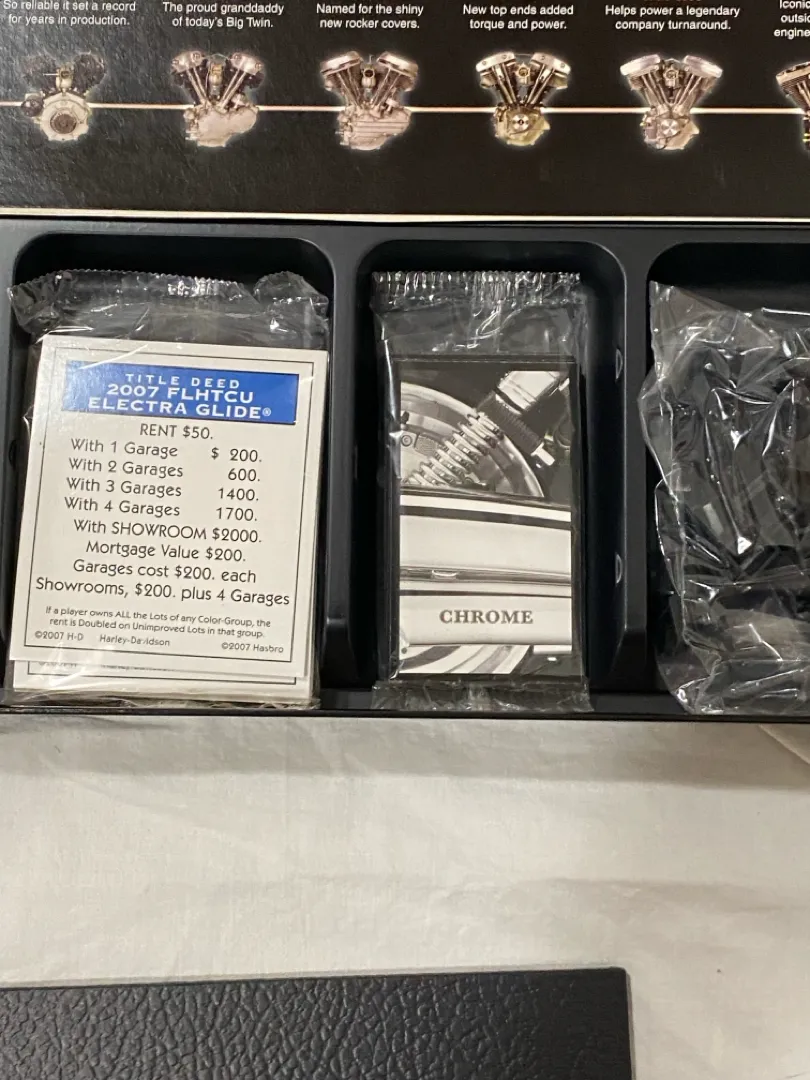 So reliable it set a record
for years in production.
The proud granddaddy
of today's Big Twin.
Named for the shiny
new rocker covers.
New top ends added
torque and power.
Helps power a legendary
company turnaround.
TITLE DEED
2007 FLHTCU
ELECTRA GLIDE®
RENT $50.
With 1 Garage $ 200.
With 2 Garages 600.
With 3 Garages 1400.
With 4 Garages 1700.
With SHOWROOM $2000.
Mortgage Value $200.
Garages cost $200. each
Showrooms, $200. plus 4 Garages
If a player owns ALL the Lots of any Color-Group, the
rent is Doubled on Unimproved Lots in that group.
©2007 H-D Harley-Davidson ©2007 Hasbro
CHROME